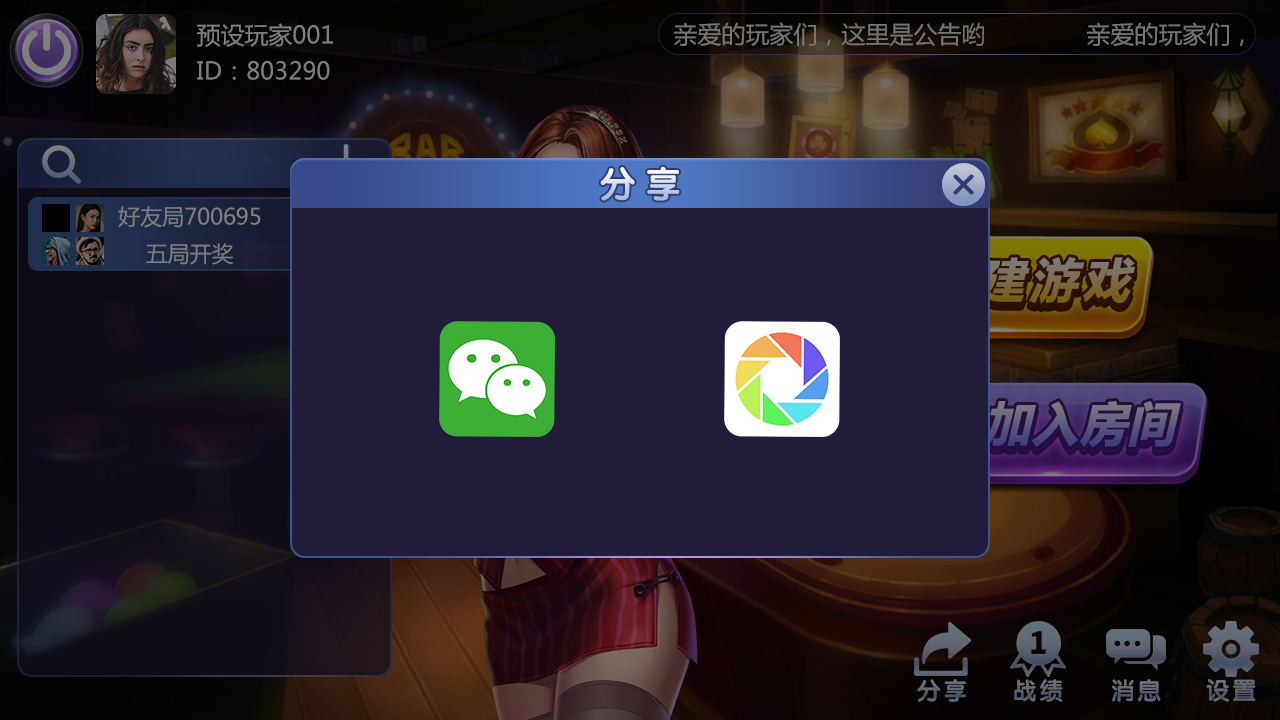 预设玩家001
ID：803290
亲爱的玩家们，这里是公告哟 亲爱的玩家们，
BAR
分享
好友局700695
五局开奖
建游戏
加入房间
1
分享 战绩 消息 设置